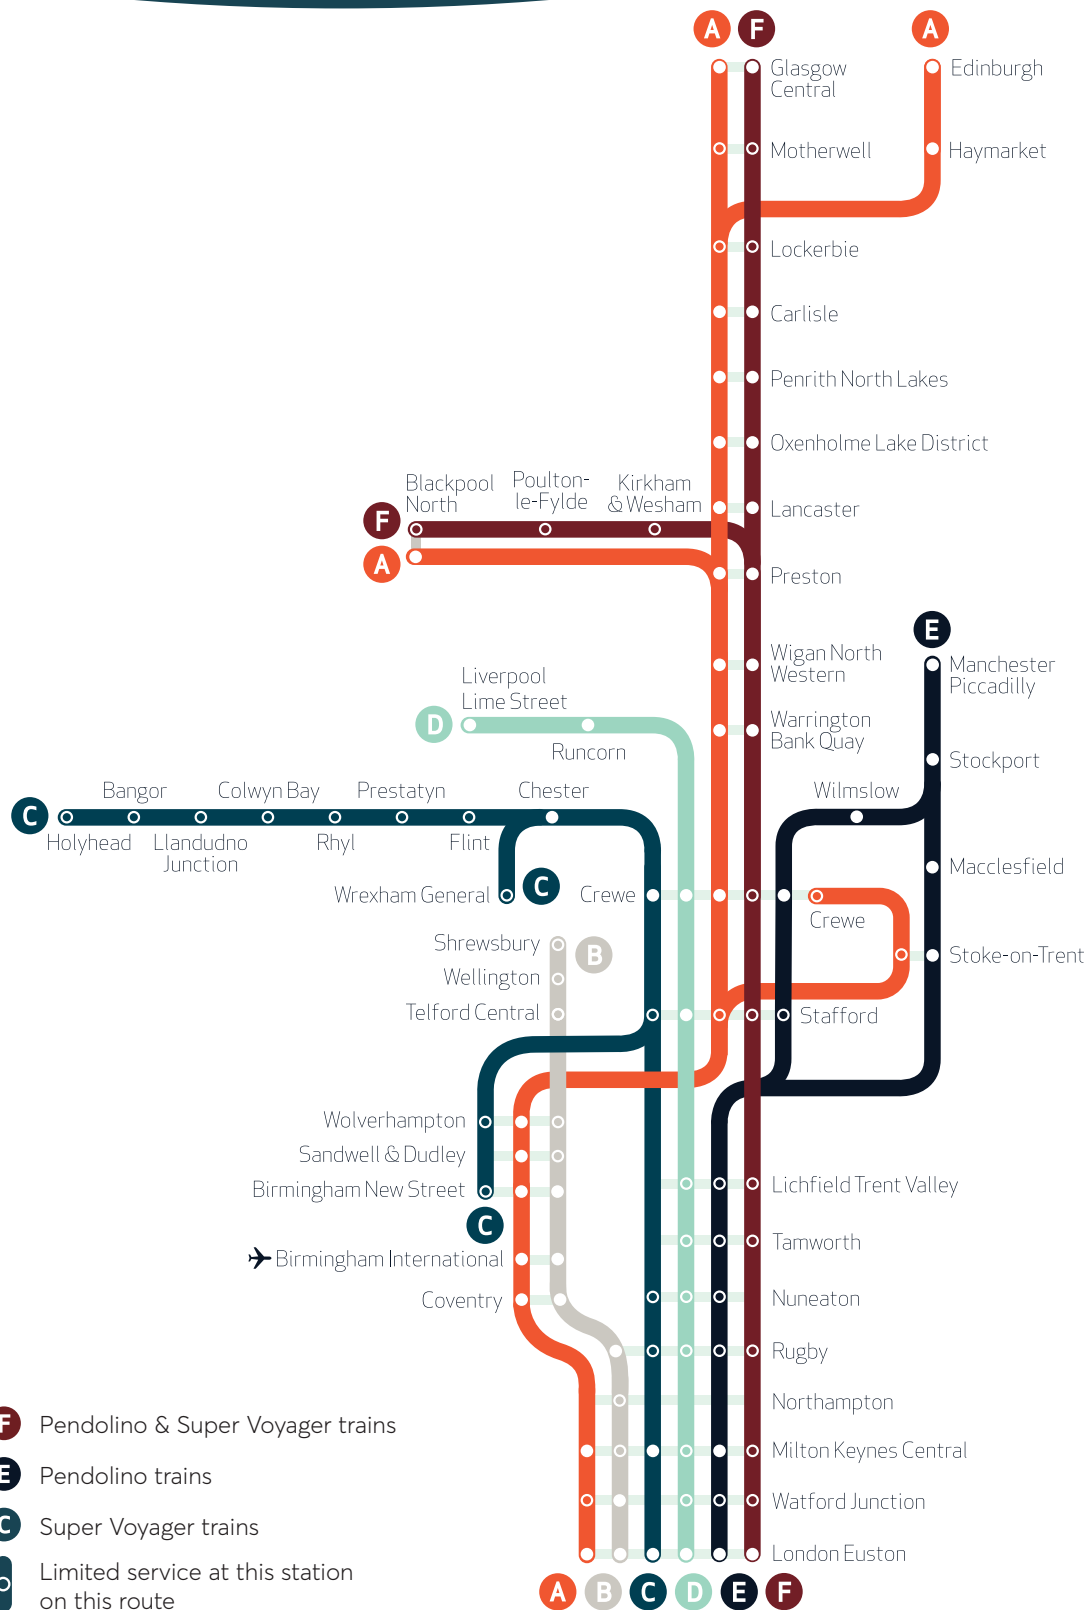 A F A
Glasgow
Central
Edinburgh
Motherwell
Haymarket
Lockerbie
Carlisle
Penrith North Lakes
Oxenholme Lake District
Blackpool
North
Poulton-
le-Fylde
Kirkham
& Wesham
Lancaster
F
A
Preston
E
Wigan North
Western
Manchester
Piccadilly
Liverpool
Lime Street
D
Runcorn
Warrington
Bank Quay
Stockport
Bangor
Colwyn Bay
Prestatyn
Chester
Wilmslow
C
Holyhead
Llandudno
Junction
Rhyl
Flint
Macclesfield
Wrexham General
C
Crewe
Crewe
Shrewsbury
B
Stoke-on-Trent
Wellington
Telford Central
Stafford
Wolverhampton
Sandwell & Dudley
Birmingham New Street
Lichfield Trent Valley
C
Tamworth
Birmingham International
Coventry
Nuneaton
Rugby
Northampton
F Pendolino & Super Voyager trains
Milton Keynes Central
E Pendolino trains
Watford Junction
C Super Voyager trains
London Euston
Limited service at this station
on this route
A B C D E F